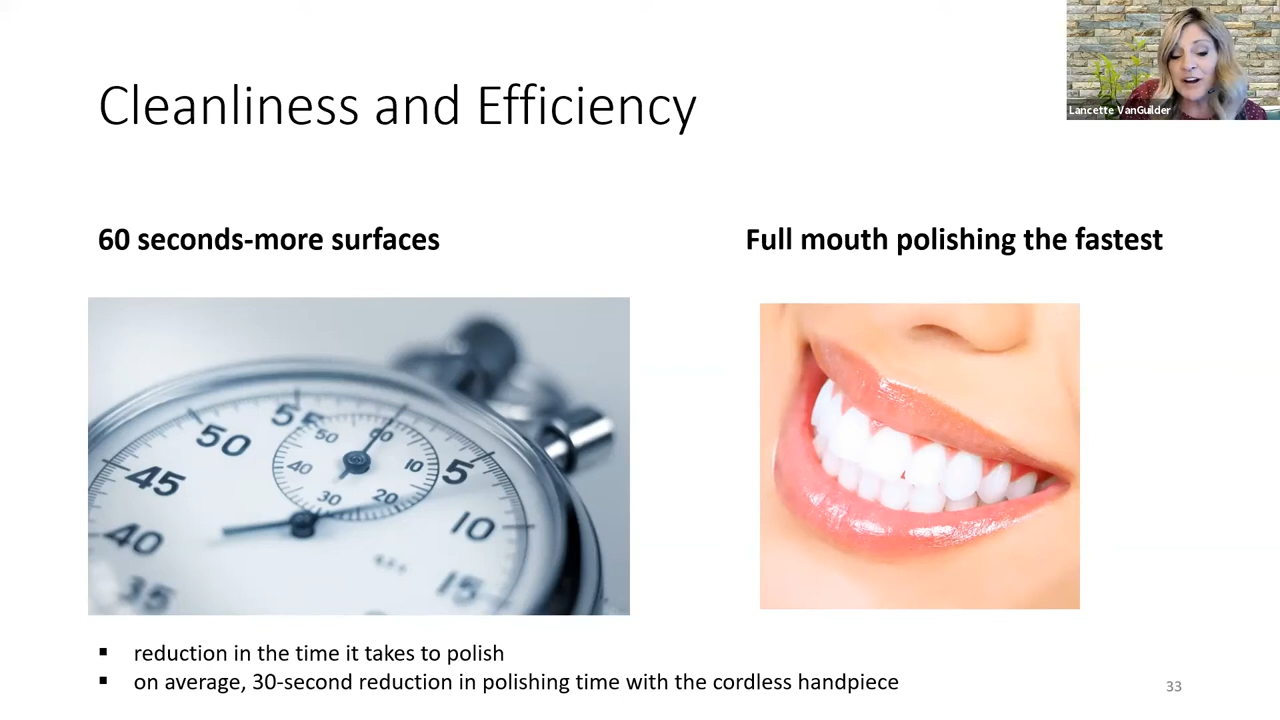 Lancette VanGuilder
Cleanliness and Efficiency
60 seconds-more surfaces
Full mouth polishing the fastest
55
50
45
40
35
5
10
15
60
50
40
30
20
10
▪ reduction in the time it takes to polish
▪ on average, 30-second reduction in polishing time with the cordless handpiece
33